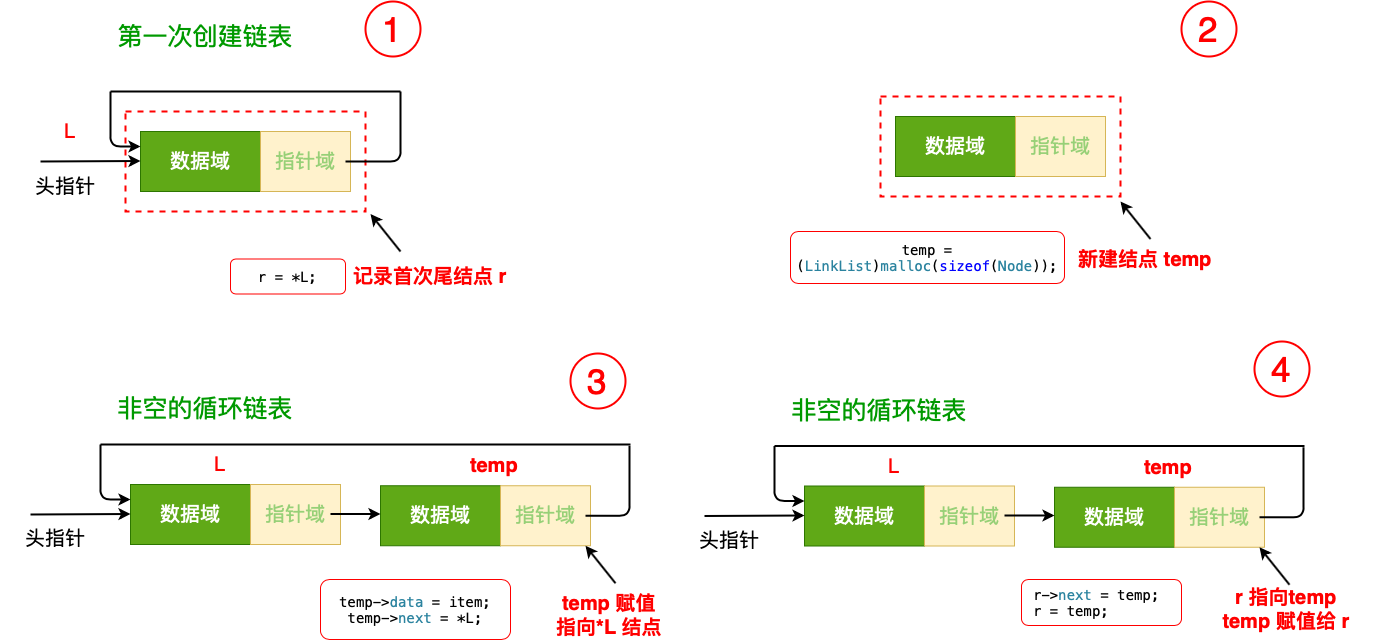 第一次创建链表
1
L
数据域
指针域
头指针
r = *L;
记录首次尾结点 r
2
数据域
指针域
temp =
(LinkList)malloc(sizeof(Node));
新建结点 temp
3
非空的循环链表
L
temp
数据域
指针域
数据域
指针域
头指针
temp->data = item;
temp->next = *L;
temp 赋值
指向*L 结点
4
非空的循环链表
L
temp
数据域
指针域
数据域
指针域
头指针
r->next = temp;
r = temp;
r 指向temp
temp 赋值给 r